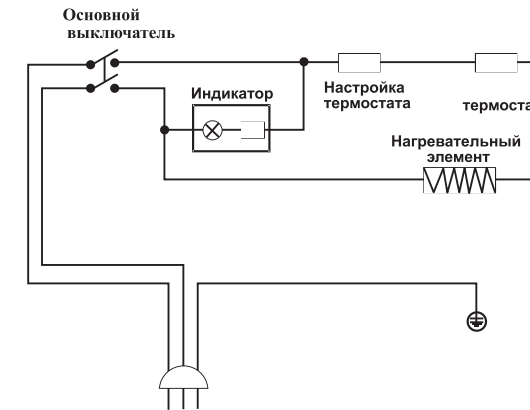 Основной
выключатель
Индикатор
Настройка
термостата
Нагревательный
элемент